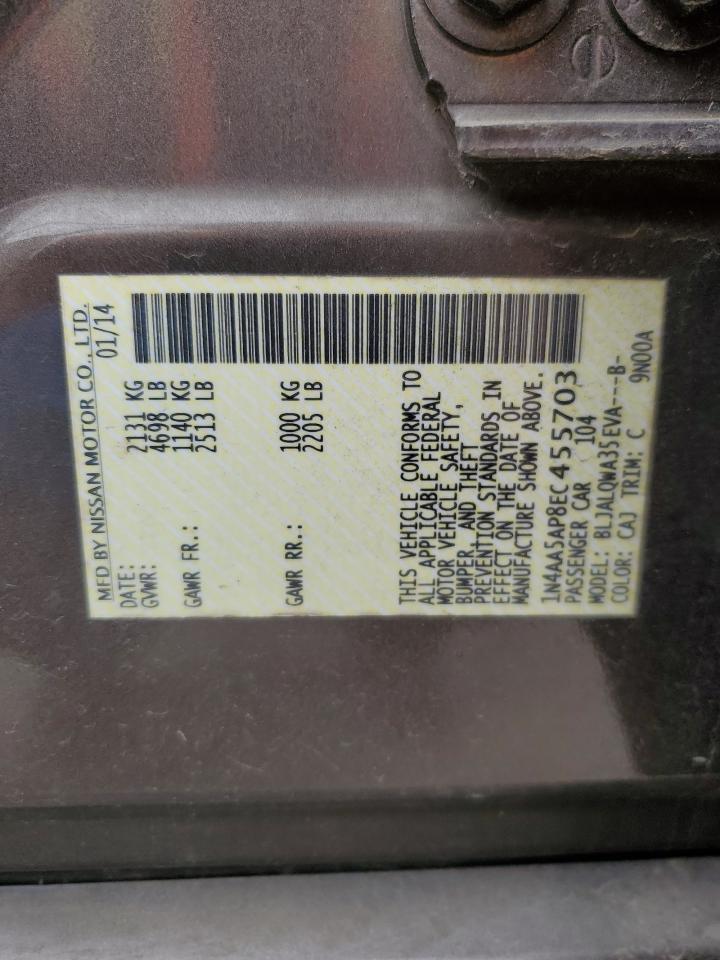 MFD BY NISSAN MOTOR CO., LTD.
DATE: 01/14
GVWR: 2131 KG
4698 LB
GAWR FR.: 1140 KG
2513 LB
GAWR RR.: 1000 KG
2205 LB
THIS VEHICLE CONFORMS TO
ALL APPLICABLE FEDERAL
MOTOR VEHICLE SAFETY,
BUMPER, AND THEFT
PREVENTION STANDARDS IN
EFFECT ON THE DATE OF
MANUFACTURE SHOWN ABOVE.
1N4AA5AP8EC455703
PASSENGER CAR 104
MODEL: BLJALQWA35EVA---B-
COLOR: CAJ TRIM: C 9N00A